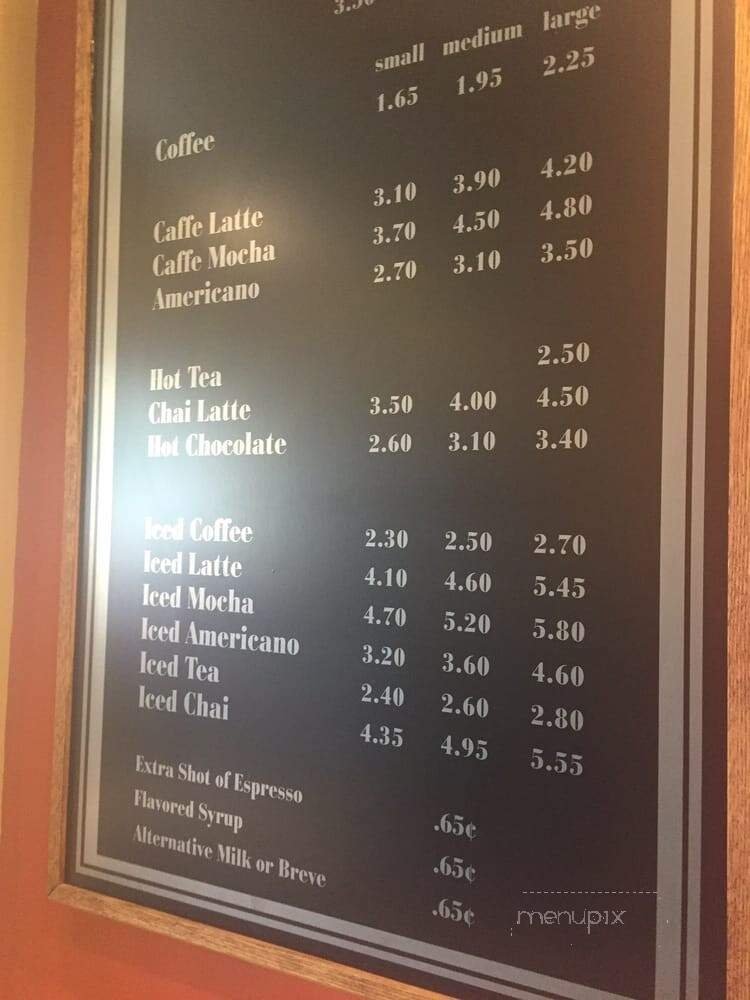 3.50
small medium large
Coffee 1.65 1.95 2.25
Caffe Latte 3.10 3.90 4.20
Caffe Mocha 3.70 4.50 4.80
Americano 2.70 3.10 3.50
Hot Tea 2.50
Chai Latte 3.50 4.00 4.50
Hot Chocolate 2.60 3.10 3.40
Iced Coffee 2.30 2.50 2.70
Iced Latte 4.10 4.60 5.45
Iced Mocha 4.70 5.20 5.80
Iced Americano 3.20 3.60 4.60
Iced Tea 2.40 2.60 2.80
Iced Chai 4.35 4.95 5.55
Extra Shot of Espresso .65¢
Flavored Syrup .65¢
Alternative Milk or Breve .65¢
menupix